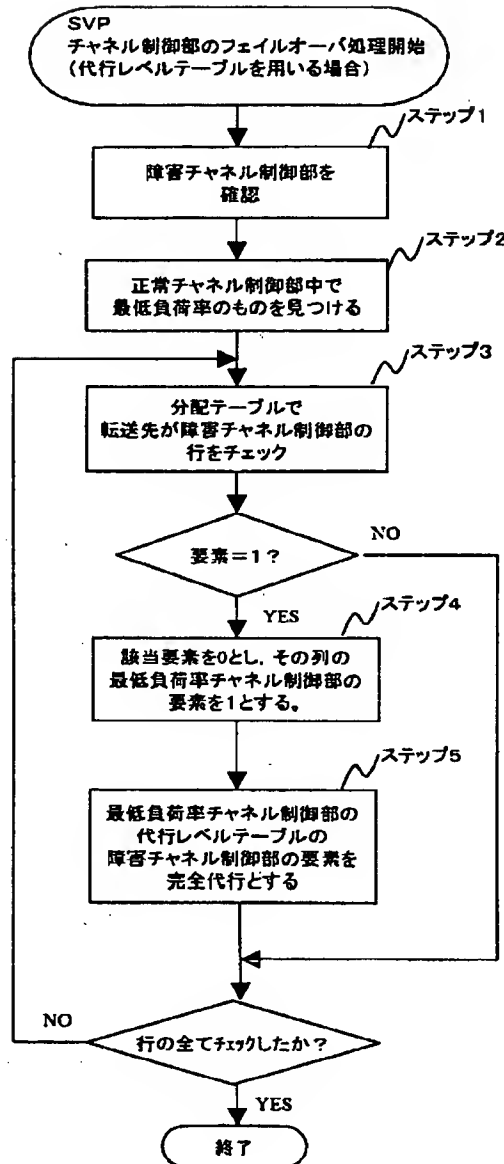 SVP
チャネル制御部のフェイルオーバ処理開始
(代行レベルテーブルを用いる場合)
ステップ1
障害チャネル制御部を
確認
ステップ2
正常チャネル制御部中で
最低負荷率のものを見つける
ステップ3
分配テーブルで
転送先が障害チャネル制御部の
行をチェック
要素=1?
NO
YES
ステップ4
該当要素を0とし、その列の
最低負荷率チャネル制御部の
要素を1とする。
ステップ5
最低負荷率チャネル制御部の
代行レベルテーブルの
障害チャネル制御部の要素を
完全代行とする
NO
行の全てチェックしたか?
YES
終了